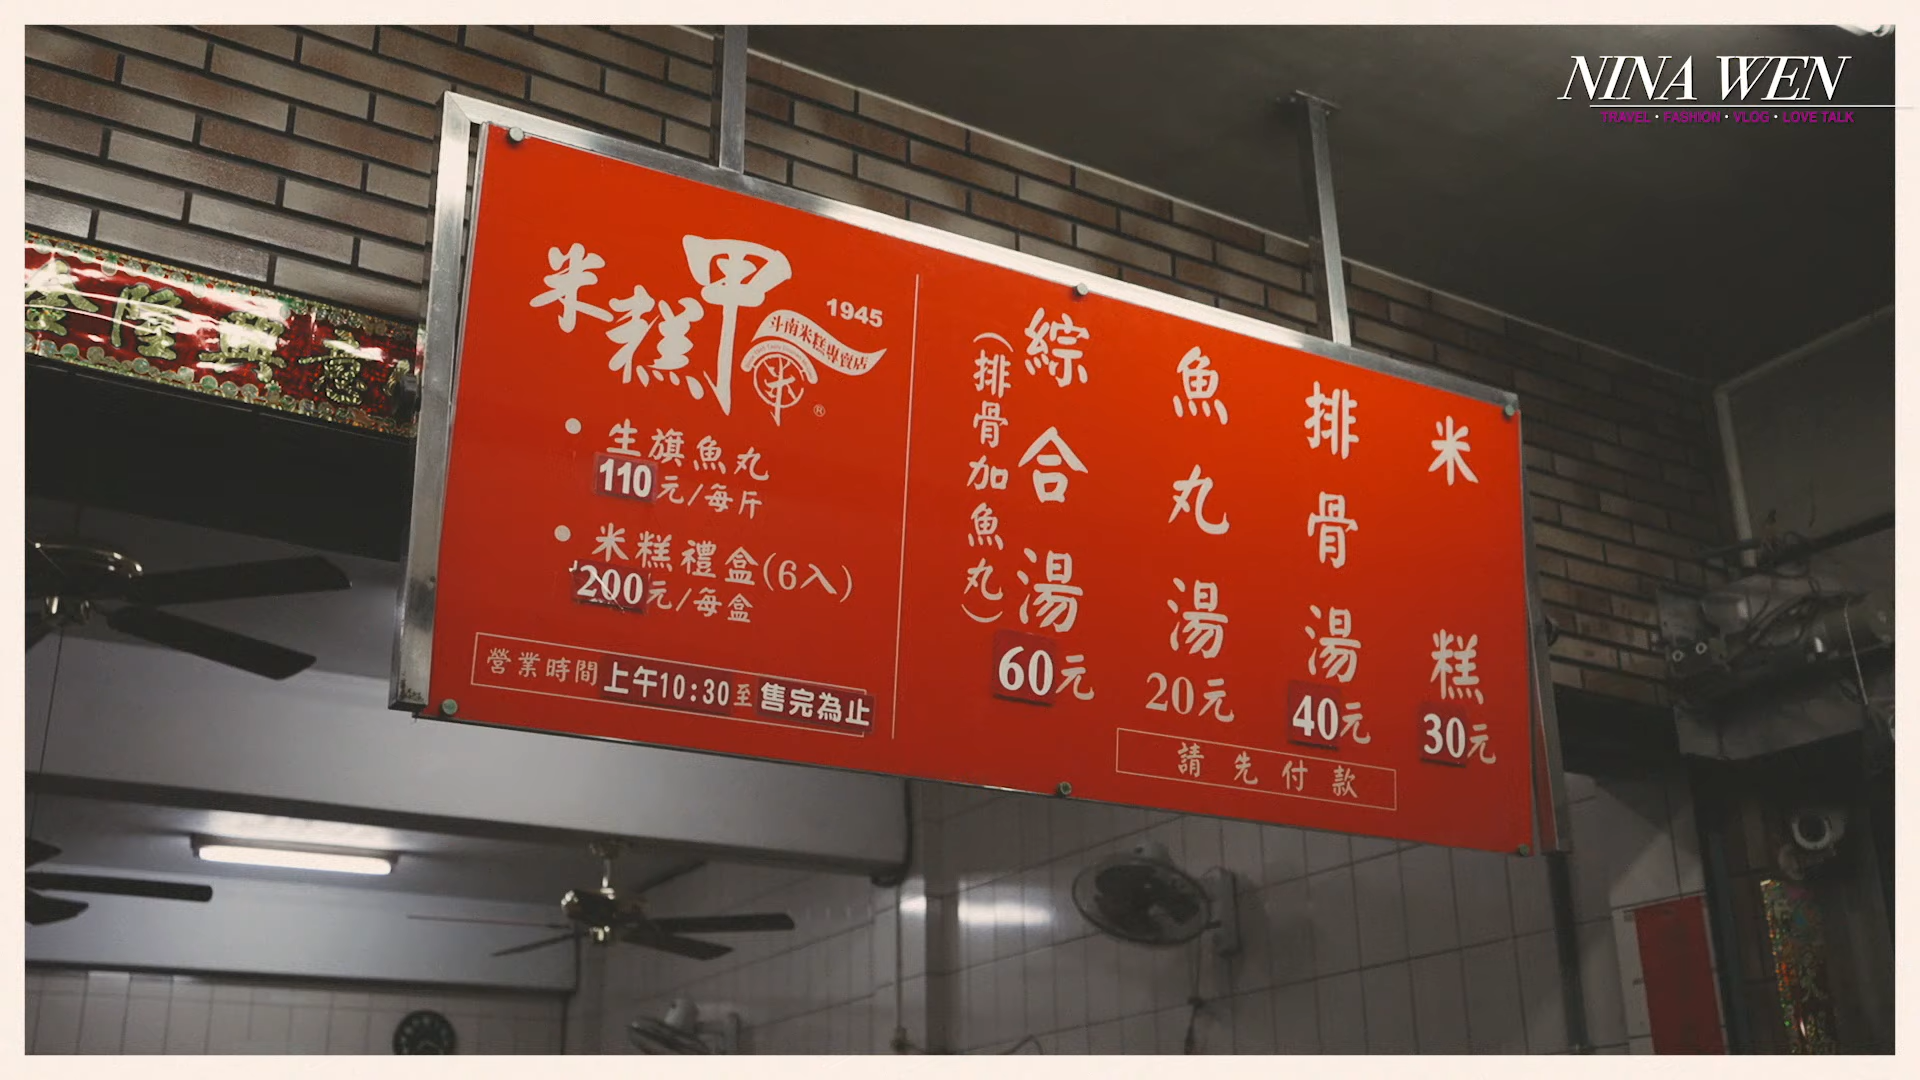 NINA WEN
TRAVEL • FASHION • VLOG • LOVE TALK
米糕甲
1945
斗南米糕專賣店
®
• 生旗魚丸
110元/每斤
• 米糕禮盒(6入)
200元/每盒
營業時間上午10:30至售完為止
米糕
30元
排骨湯
40元
魚丸湯
20元
綜合湯
(排骨加魚丸)
60元
請先付款